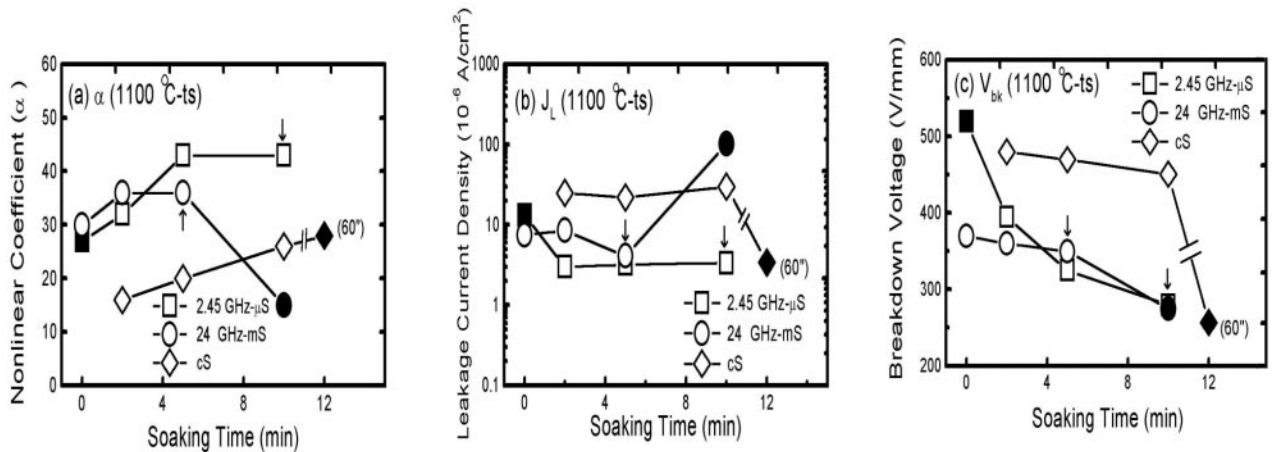 60
50
40
30
20
10
0
Nonlinear Coefficient (α)
(a) α (1100 °C-ts)
(60")
2.45 GHz-μS
24 GHz-mS
cS
0 4 8 12
Soaking Time (min)
1000
100
10
1
0.1
Leakage Current Density (10⁻⁶ A/cm²)
(b) J_L (1100 °C-ts)
(60")
2.45 GHz-μS
24 GHz-mS
cS
0 2 4 6 8 10 12
Soaking Time (min)
600
500
400
300
200
Breakdown Voltage (V/mm)
(c) V_bk (1100 °C-ts)
2.45 GHz-μS
24 GHz-mS
cS
(60")
0 4 8 12
Soaking Time (min)